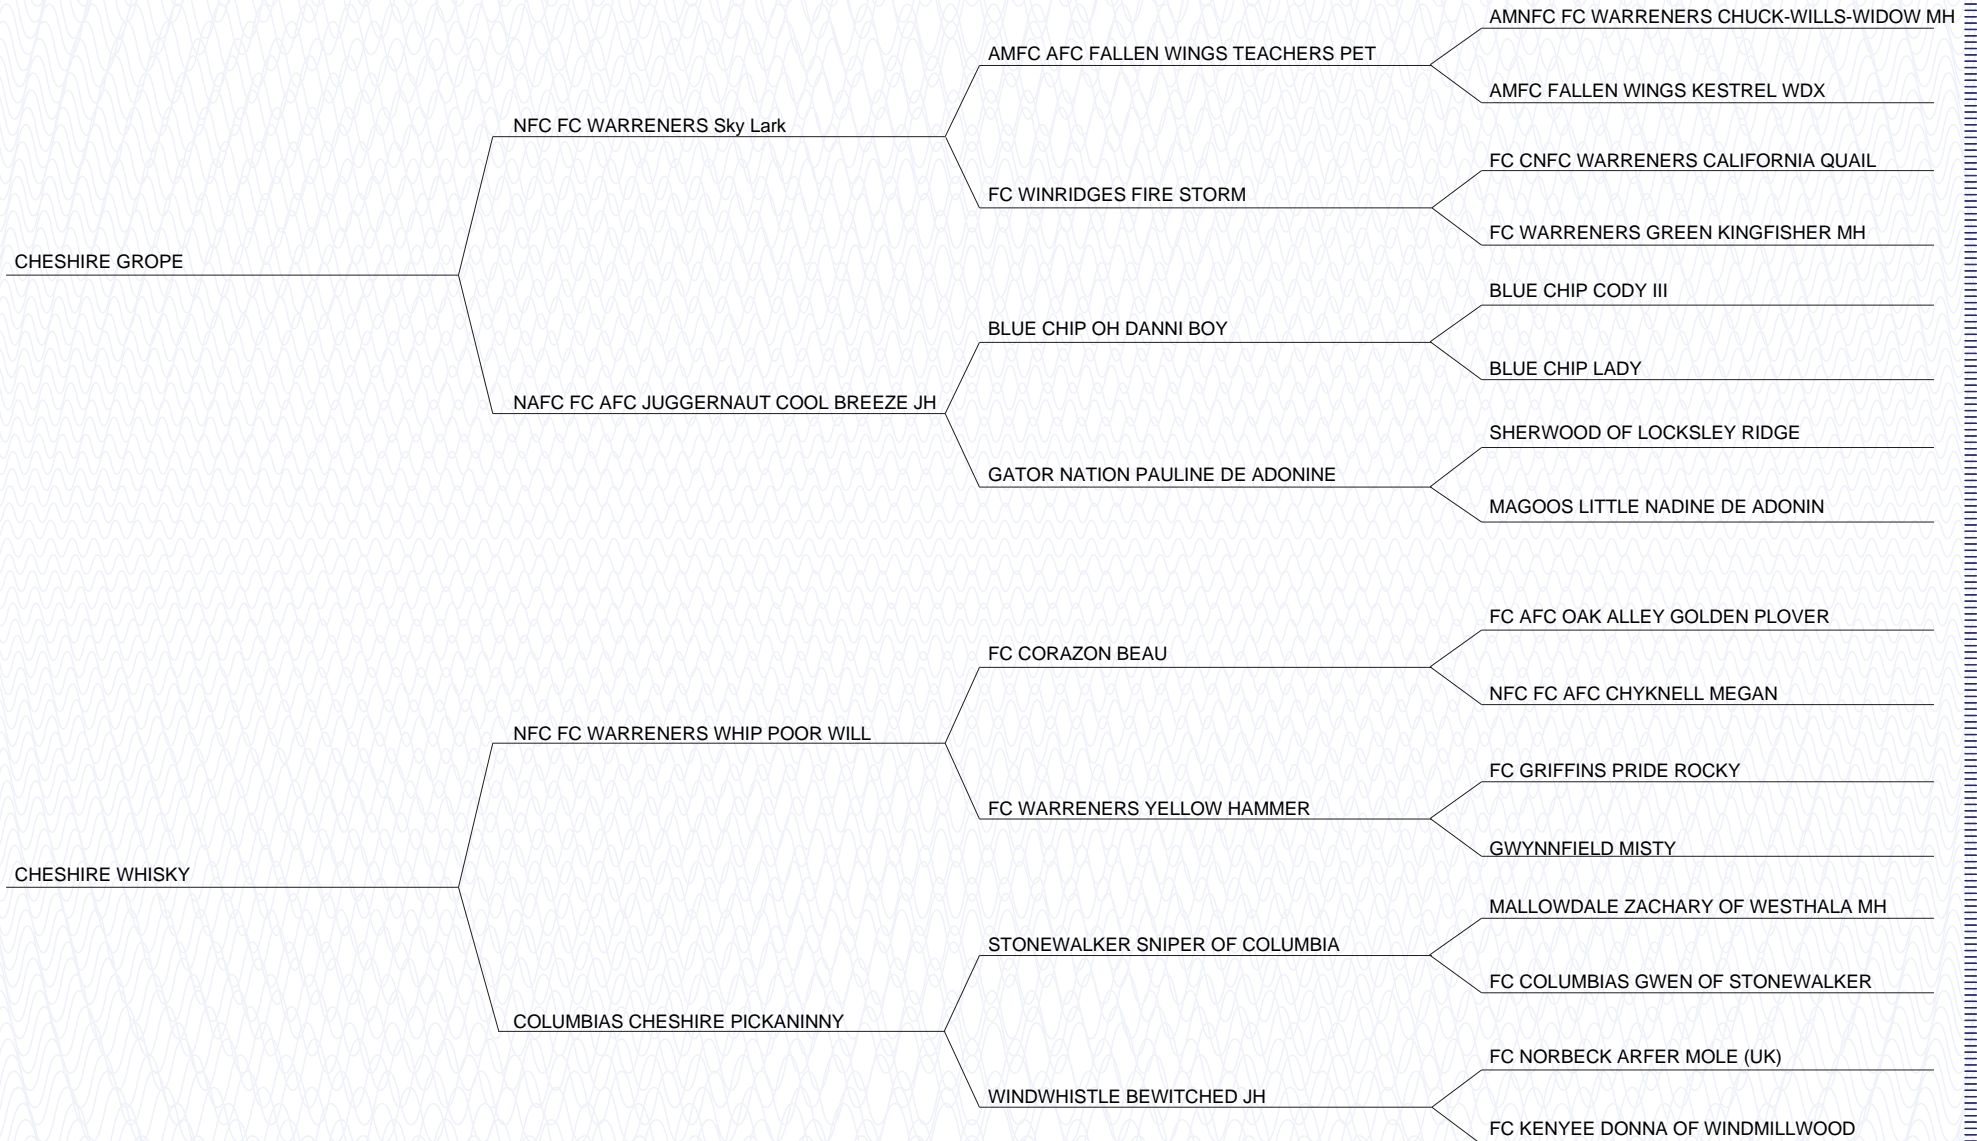 AMNFC FC WARRENERS CHUCK-WILLS-WIDOW MH
AMFC AFC FALLEN WINGS TEACHERS PET
AMFC FALLEN WINGS KESTREL WDX
NFC FC WARRENERS Sky Lark
FC CNFC WARRENERS CALIFORNIA QUAIL
FC WINRIDGES FIRE STORM
FC WARRENERS GREEN KINGFISHER MH
CHESHIRE GROPE
BLUE CHIP CODY III
BLUE CHIP OH DANNI BOY
BLUE CHIP LADY
NAFC FC AFC JUGGERNAUT COOL BREEZE JH
SHERWOOD OF LOCKSLEY RIDGE
GATOR NATION PAULINE DE ADONINE
MAGOOS LITTLE NADINE DE ADONIN
FC AFC OAK ALLEY GOLDEN PLOVER
FC CORAZON BEAU
NFC FC AFC CHYKNELL MEGAN
NFC FC WARRENERS WHIP POOR WILL
FC GRIFFINS PRIDE ROCKY
FC WARRENERS YELLOW HAMMER
GWYNNFIELD MISTY
CHESHIRE WHISKY
MALLOWDALE ZACHARY OF WESTHALA MH
STONEWALKER SNIPER OF COLUMBIA
FC COLUMBIAS GWEN OF STONEWALKER
COLUMBIAS CHESHIRE PICKANINNY
FC NORBECK ARFER MOLE (UK)
WINDWHISTLE BEWITCHED JH
FC KENYEE DONNA OF WINDMILLWOOD